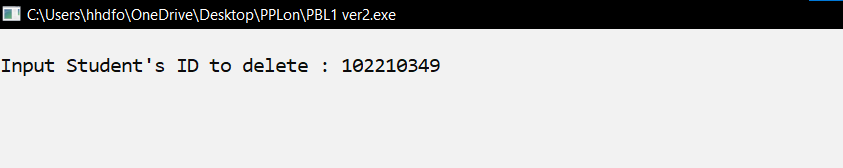 C:\Users\hhdfo\OneDrive\Desktop\PPLon\PBL1 ver2.exe
Input Student's ID to delete : 102210349